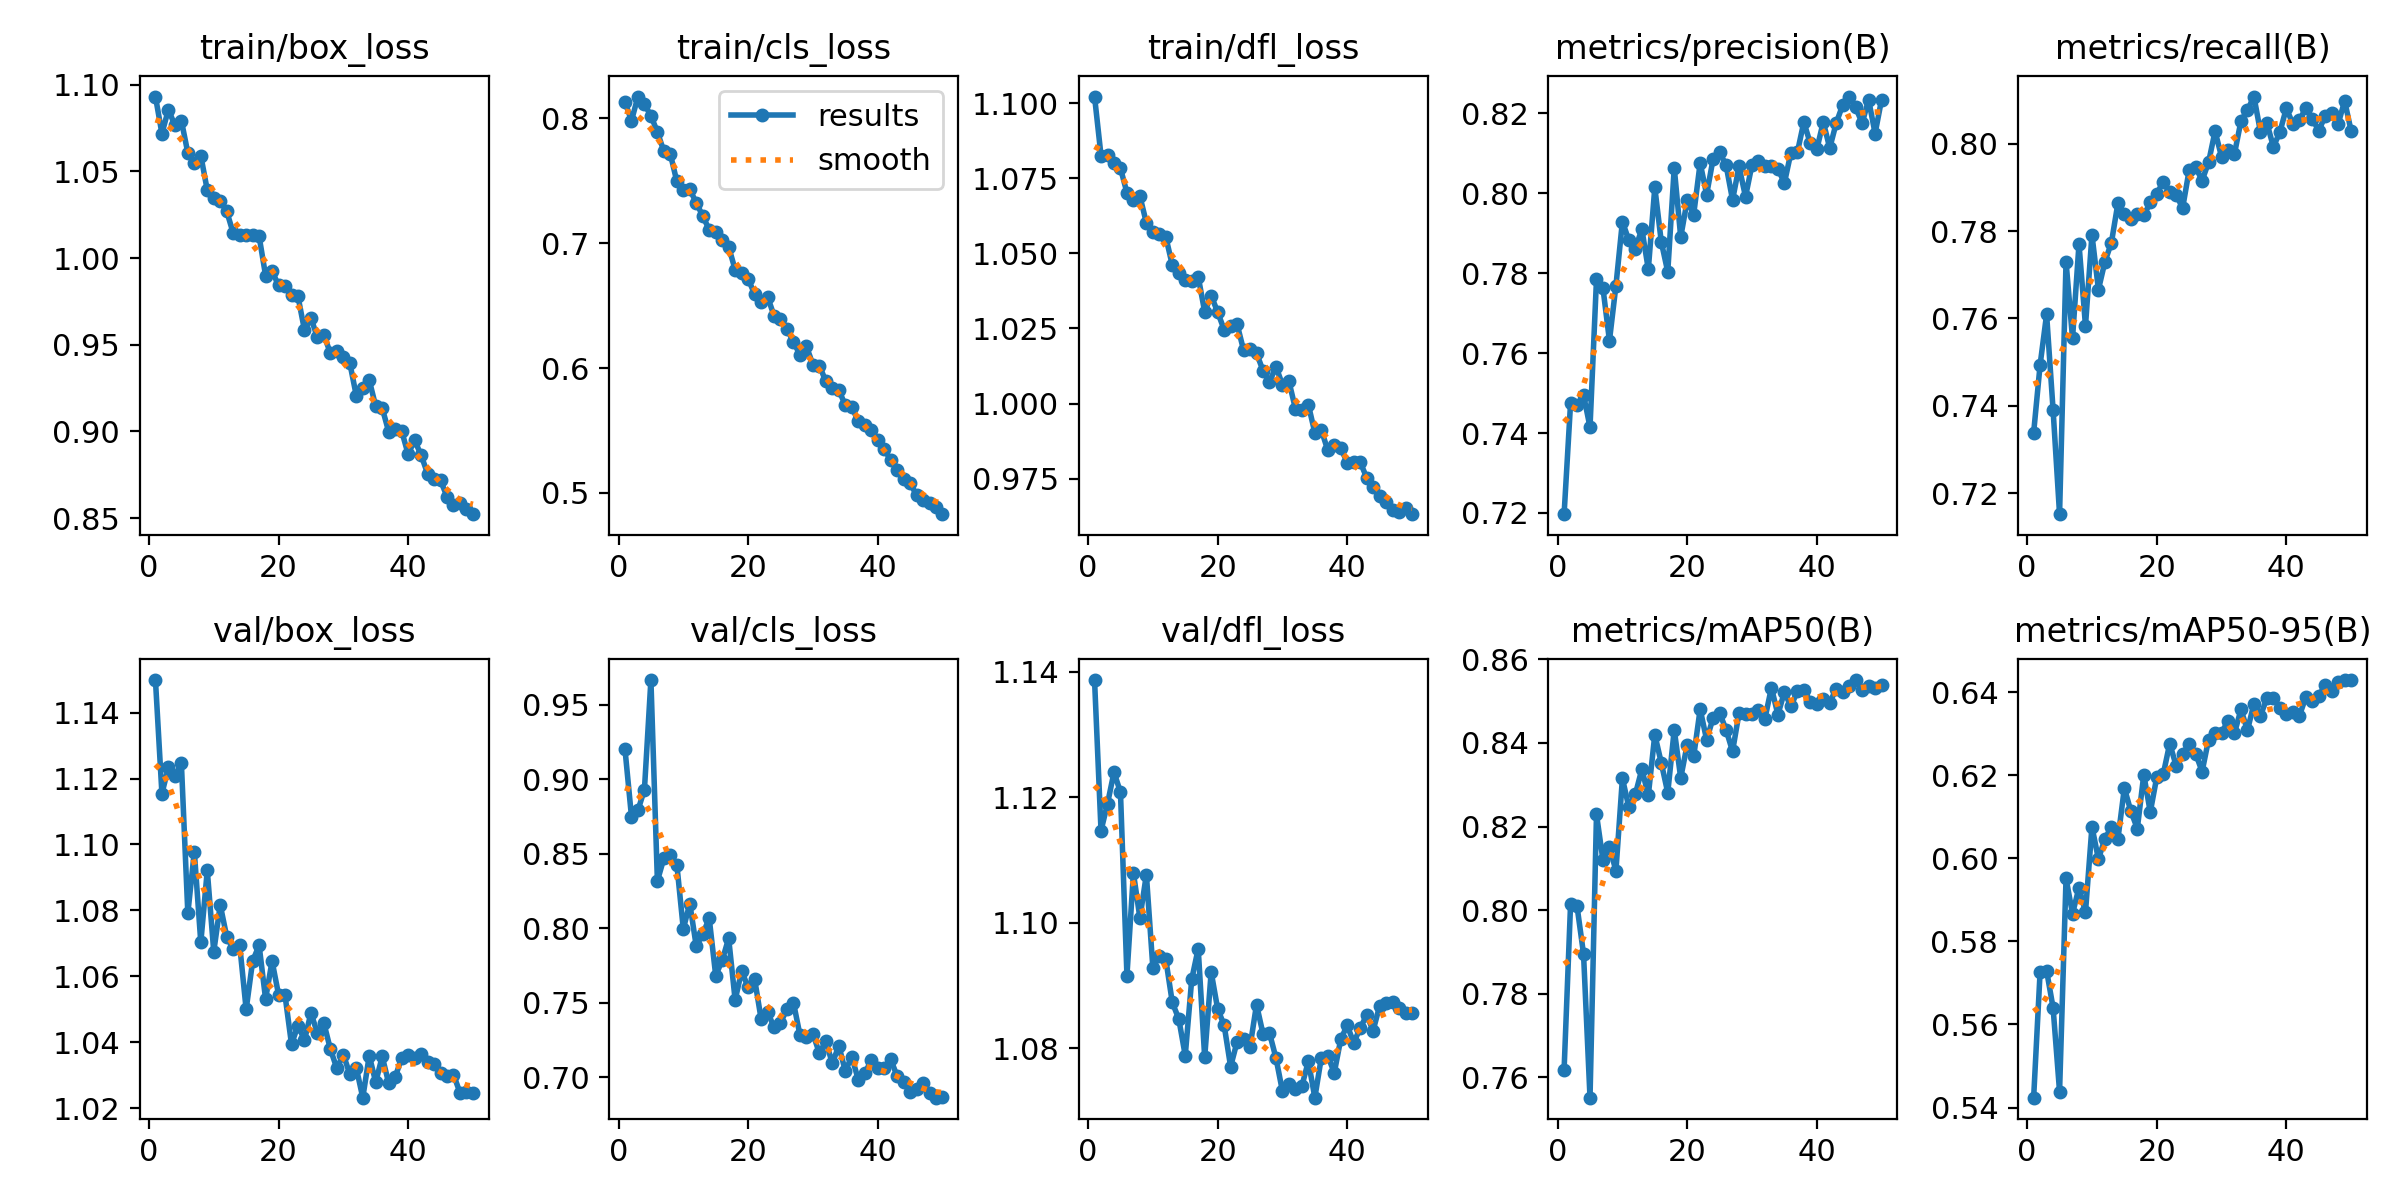 train/box_loss
1.10
1.05
1.00
0.95
0.90
0.85
0 20 40
train/cls_loss
results
smooth
0.8
0.7
0.6
0.5
0 20 40
train/dfl_loss
1.100
1.075
1.050
1.025
1.000
0.975
0 20 40
metrics/precision(B)
0.82
0.80
0.78
0.76
0.74
0.72
0 20 40
metrics/recall(B)
0.80
0.78
0.76
0.74
0.72
0 20 40
val/box_loss
1.14
1.12
1.10
1.08
1.06
1.04
1.02
0 20 40
val/cls_loss
0.95
0.90
0.85
0.80
0.75
0.70
0 20 40
val/dfl_loss
1.14
1.12
1.10
1.08
0 20 40
metrics/mAP50(B)
0.86
0.84
0.82
0.80
0.78
0.76
0 20 40
metrics/mAP50-95(B)
0.64
0.62
0.60
0.58
0.56
0.54
0 20 40